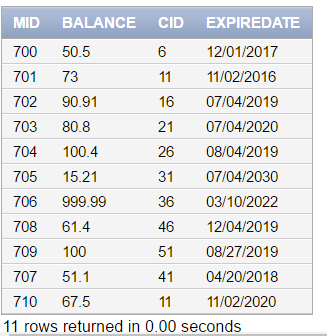 MID BALANCE CID EXPIREDATE
700 50.5 6 12/01/2017
701 73 11 11/02/2016
702 90.91 16 07/04/2019
703 80.8 21 07/04/2020
704 100.4 26 08/04/2019
705 15.21 31 07/04/2030
706 999.99 36 03/10/2022
708 61.4 46 12/04/2019
709 100 51 08/27/2019
707 51.1 41 04/20/2018
710 67.5 11 11/02/2020
11 rows returned in 0.00 seconds